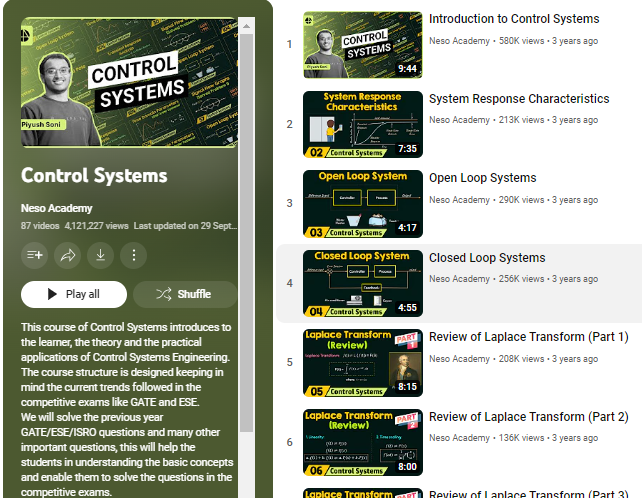 CONTROL
SYSTEMS
Piyush Soni
Control Systems
Neso Academy
87 videos 4,121,227 views Last updated on 29 Sept...
Play all
Shuffle
This course of Control Systems introduces to
the learner, the theory and the practical
applications of Control Systems Engineering.
The course structure is designed keeping in
mind the current trends followed in the
competitive exams like GATE and ESE.
We will solve the previous year
GATE/ESE/ISRO questions and many other
important questions, this will help the
students in understanding the basic concepts
and enable them to solve the questions in the
competitive exams.
1
CONTROL
SYSTEMS
Piyush Soni
9:44
Introduction to Control Systems
Neso Academy • 580K views • 3 years ago
2
System Response
Characteristics
02 Control Systems
7:35
System Response Characteristics
Neso Academy • 213K views • 3 years ago
3
Open Loop System
Controller
Process
03 Control Systems
4:17
Open Loop Systems
Neso Academy • 290K views • 3 years ago
4
Closed Loop System
Controller
Process
Feedback
04 Control Systems
4:55
Closed Loop Systems
Neso Academy • 256K views • 3 years ago
5
Laplace Transform
(Review)
PART
1
05 Control Systems
8:15
Review of Laplace Transform (Part 1)
Neso Academy • 208K views • 3 years ago
6
Laplace Transform
(Review)
PART
2
06 Control Systems
8:00
Review of Laplace Transform (Part 2)
Neso Academy • 136K views • 3 years ago
Laplace Transform
Review of Laplace Transform (Part 3)